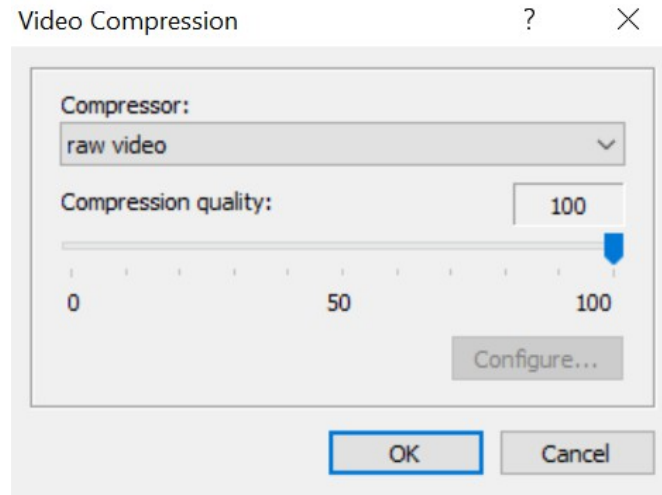 Video Compression ?
Compressor:
raw video
Compression quality: 100
0 50 100
Configure...
OK Cancel